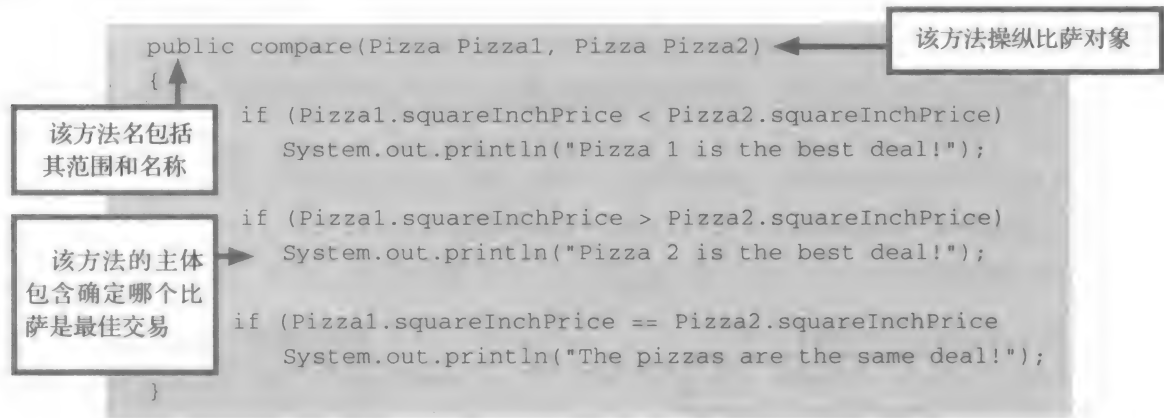 public compare(Pizza Pizza1, Pizza Pizza2)
该方法操纵比萨对象
{
该方法名包括
其范围和名称
if (Pizza1.squareInchPrice < Pizza2.squareInchPrice)
System.out.println("Pizza 1 is the best deal!");
if (Pizza1.squareInchPrice > Pizza2.squareInchPrice)
System.out.println("Pizza 2 is the best deal!");
该方法的主体
包含确定哪个比
萨是最佳交易
if (Pizza1.squareInchPrice == Pizza2.squareInchPrice
System.out.println("The pizzas are the same deal!");
}